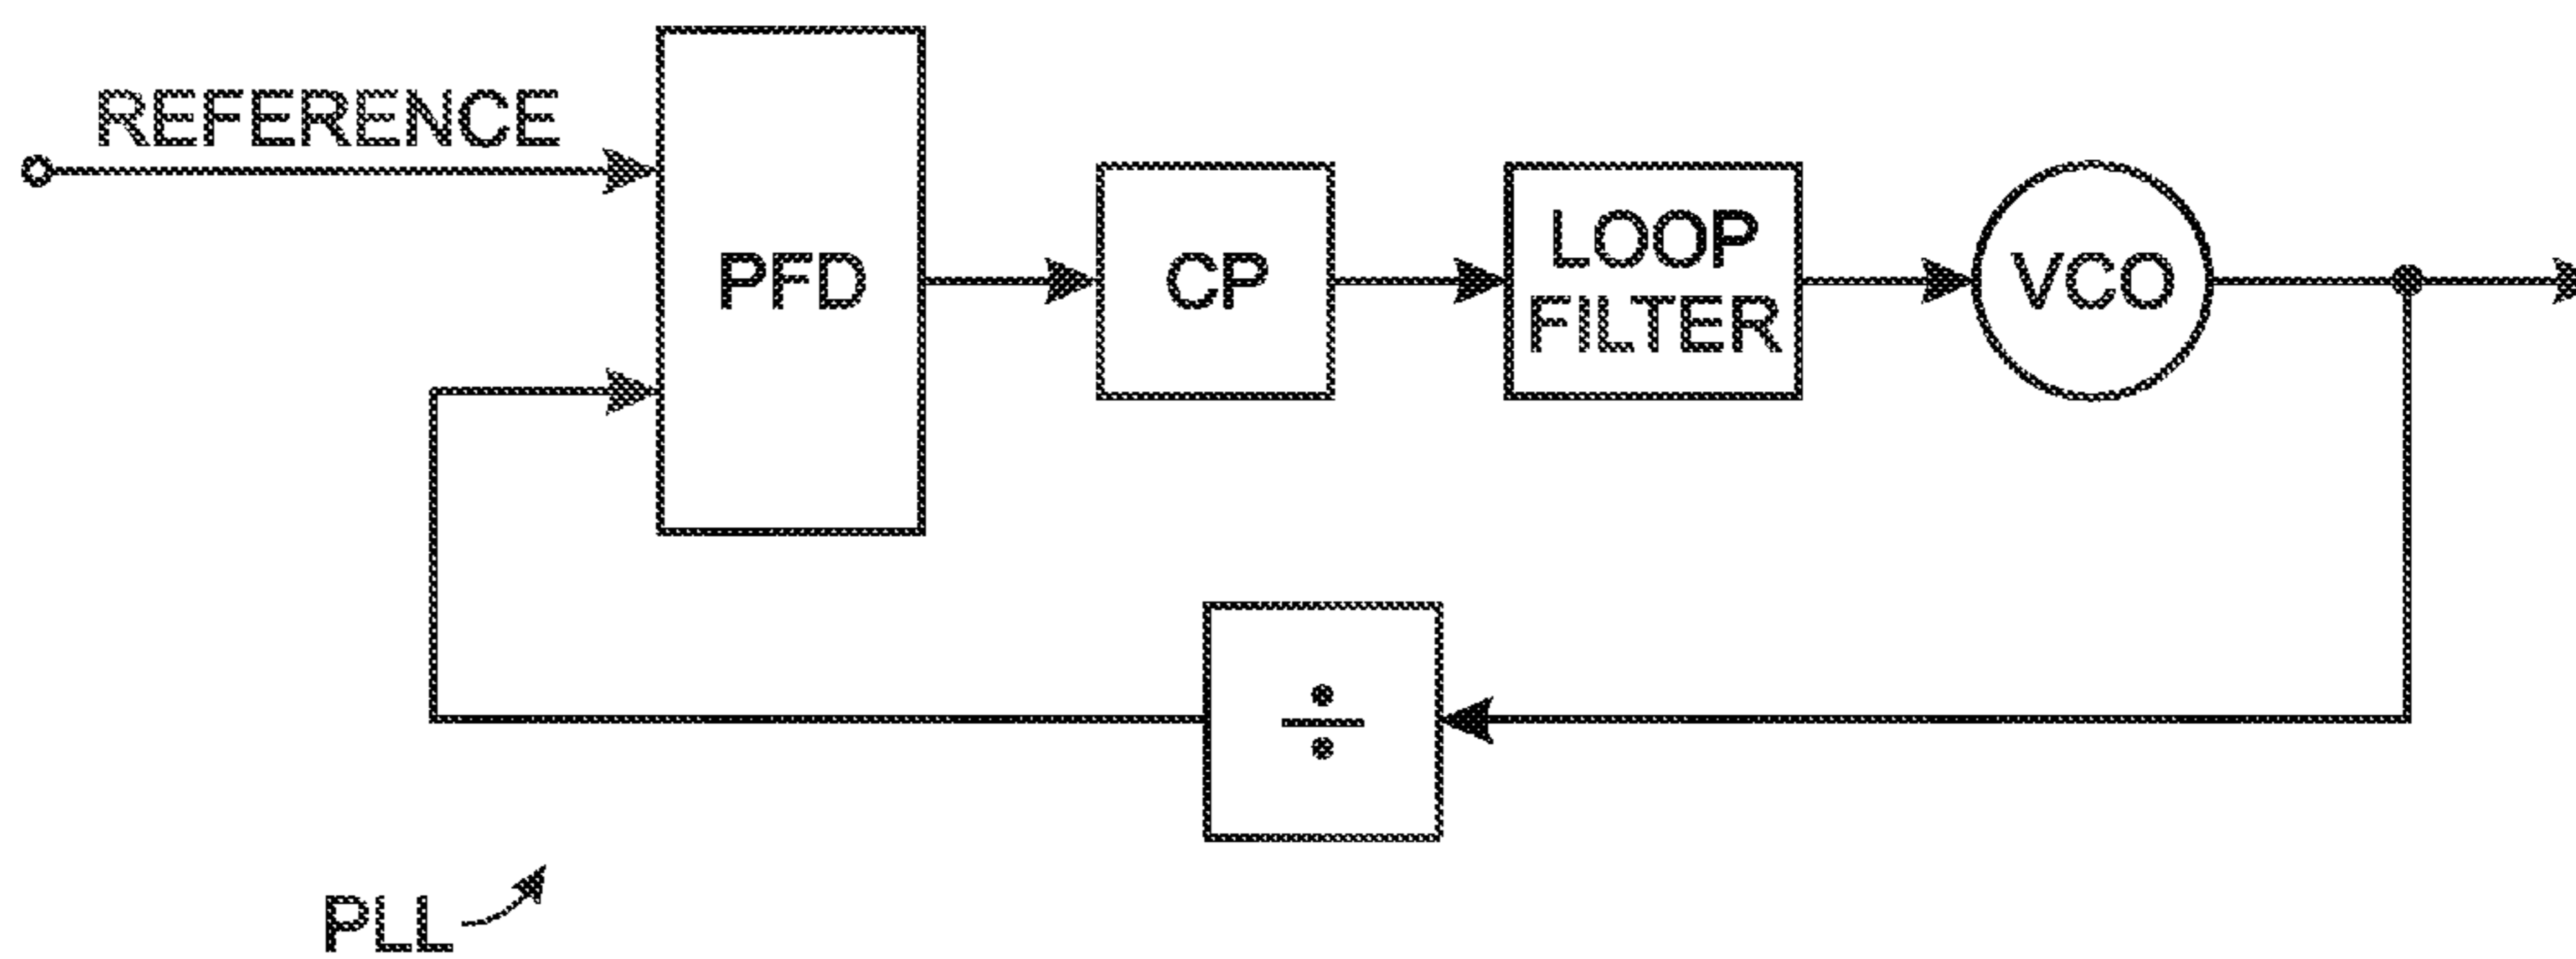 REFERENCE
PFD
CP
LOOP
FILTER
VCO
÷
PLL